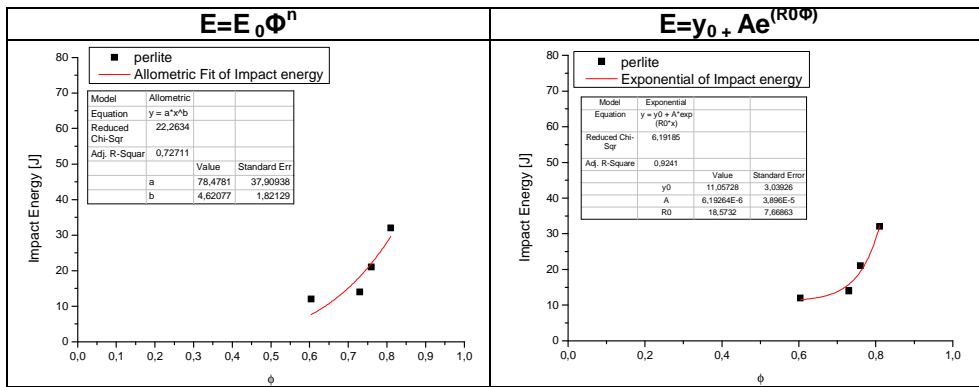 E=E₀Φⁿ
E=y₀ + Ae^(R0Φ)
perlite
Allometric Fit of Impact energy
Model Allometric
Equation y = a*x^b
Reduced Chi-Sqr 22,2634
Adj. R-Squar 0,72711
Value Standard Err
a 78,4781 37,90938
b 4,62077 1,82129
80
70
60
50
40
30
20
10
0
Impact Energy [J]
0,0 0,1 0,2 0,3 0,4 0,5 0,6 0,7 0,8 0,9 1,0
ϕ
perlite
Exponential of Impact energy
Model Exponential
Equation y = y0 + A*exp
(R0*x)
Reduced Chi-
Sqr 6,19185
Adj. R-Square 0,9241
Value Standard Error
y0 11,05728 3,03926
A 6,19264E-6 3,896E-5
R0 18,5732 7,66863
80
70
60
50
40
30
20
10
0
Impact Energy [J]
0,0 0,2 0,4 0,6 0,8 1,0
ϕ